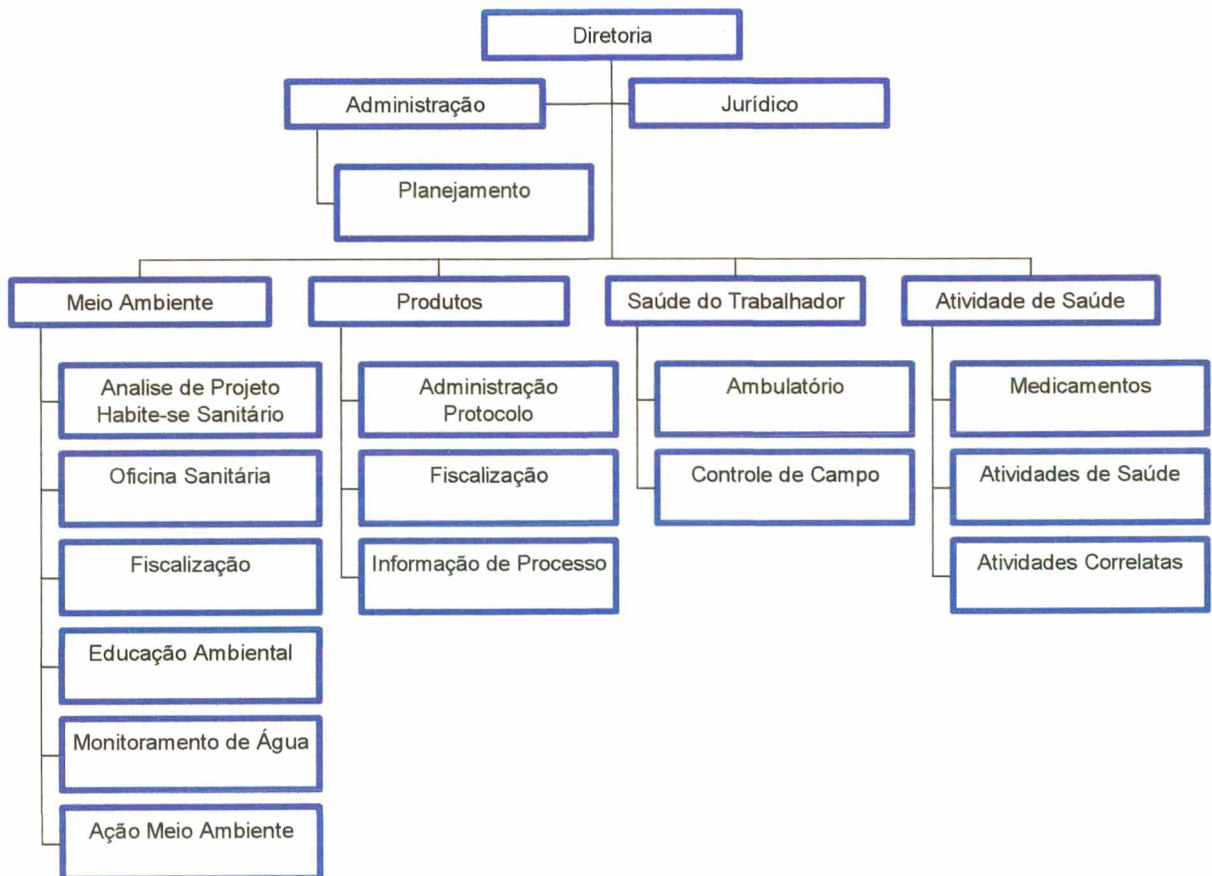 Diretoria
Administração
Jurídico
Planejamento
Meio Ambiente
Produtos
Saúde do Trabalhador
Atividade de Saúde
Analise de Projeto
Habite-se Sanitário
Oficina Sanitária
Fiscalização
Educação Ambiental
Monitoramento de Água
Ação Meio Ambiente
Administração
Protocolo
Fiscalização
Informação de Processo
Ambulatório
Controle de Campo
Medicamentos
Atividades de Saúde
Atividades Correlatas